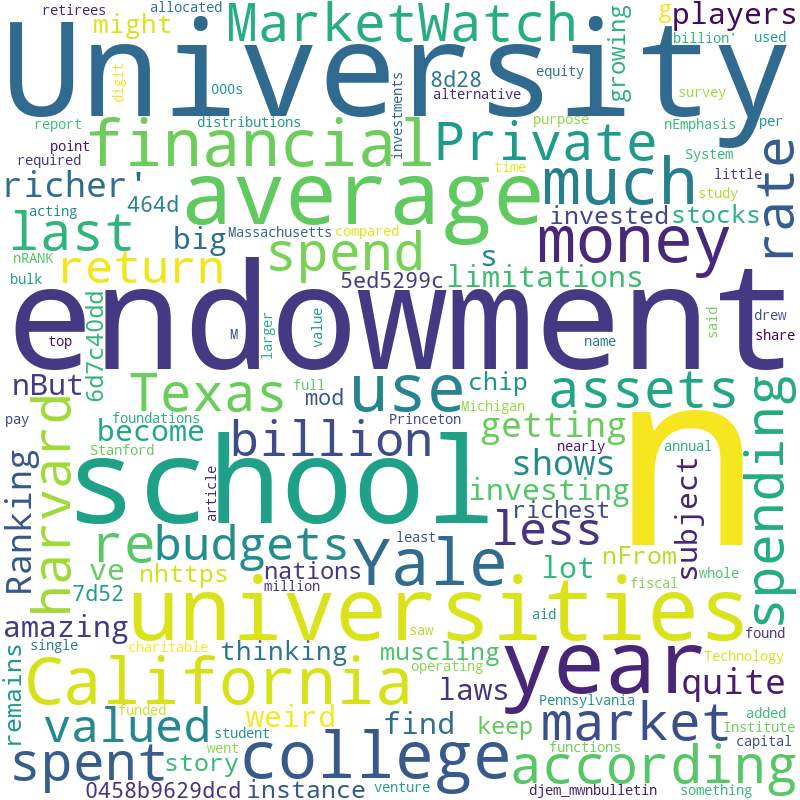 retirees
allocated
might
MarketWatch
growing
g
players
University
billion'
used
digit
OOOs
investments
8d28
equity
alternative
survey
report
distributions
purpose
nEmphasis
per
point
required
financial
Private
System
rate
time
little
richer'
average
much
study
464d
acting
Massachusetts
compared
invested
stocks
last
big
spend
s
money
return
5ed5299c
limitations
bulk
6d7c40dd
endowment
top
M
larger
value
said
drew
name
share
nBut
Texas
full
mod
use
chip
assets
spending
pay
foundations
Princeton
Michigan
harvard
become
billion
getting
n
Stanford
school
article
nearly
annual
Ranking
shows
subject
investing
richest
re
budgets
least
less
nFrom
ve
nhttps
nations
Yale
lot
fiscal
whole
7d52
million
universities
aid
amazing
found
single
charitable
thinking
saw
muscling
year
Technology
remains
California
operating
laws
quite
funded
weird
Pennsylvania
valued
student
find
keep
market
added
Institute
spent
story
went
college
functions
according
capital
0458b9629dcd
instance
venture
djem_mwnbulletin
something